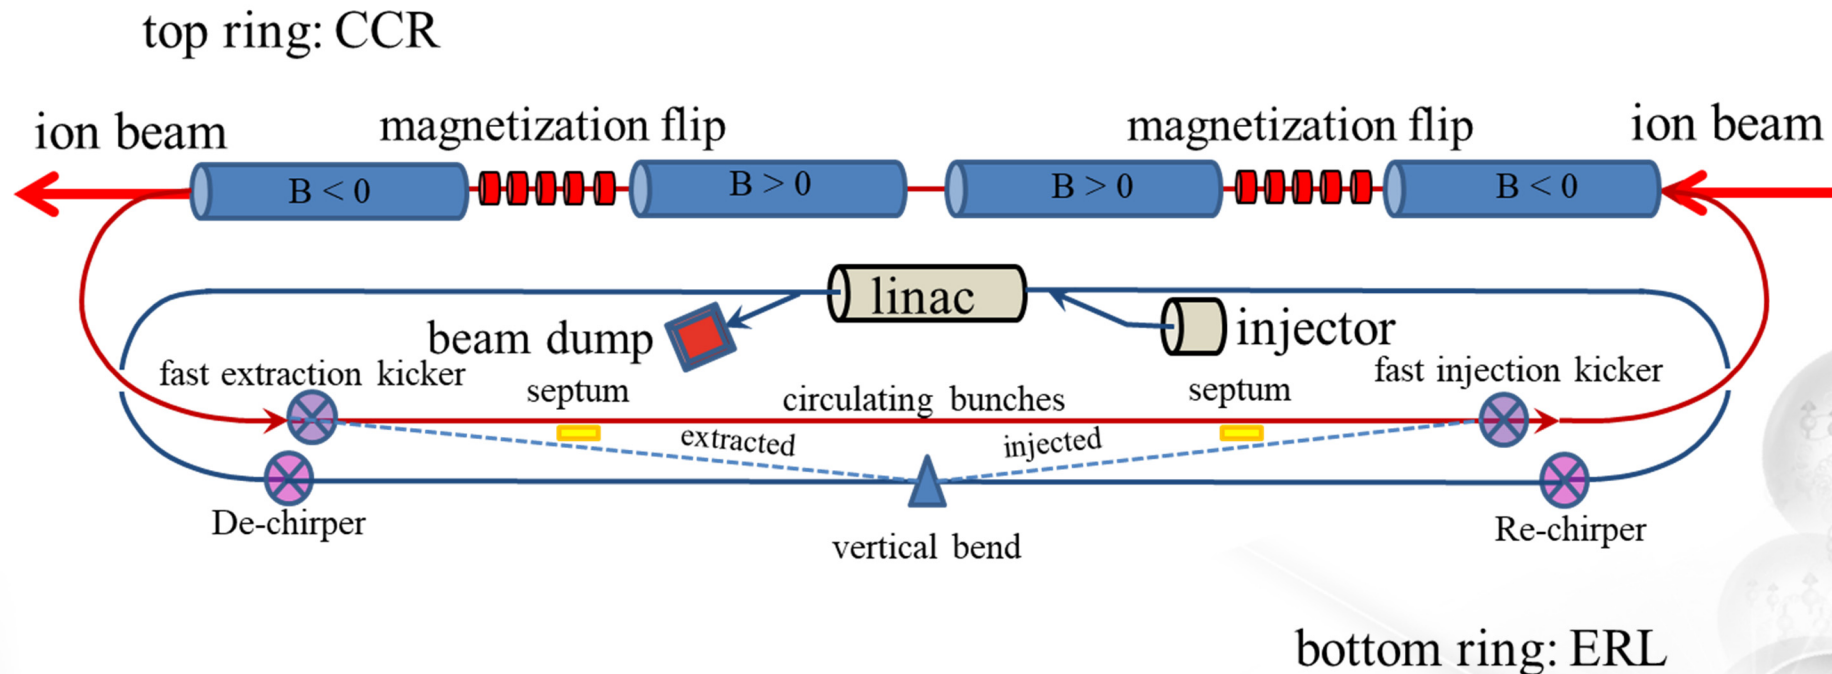 top ring: CCR
ion beam
magnetization flip
magnetization flip
ion beam
B < 0
B > 0
B > 0
B < 0
linac
beam dump
injector
fast extraction kicker
septum
circulating bunches
septum
fast injection kicker
extracted
injected
De-chirper
vertical bend
Re-chirper
bottom ring: ERL